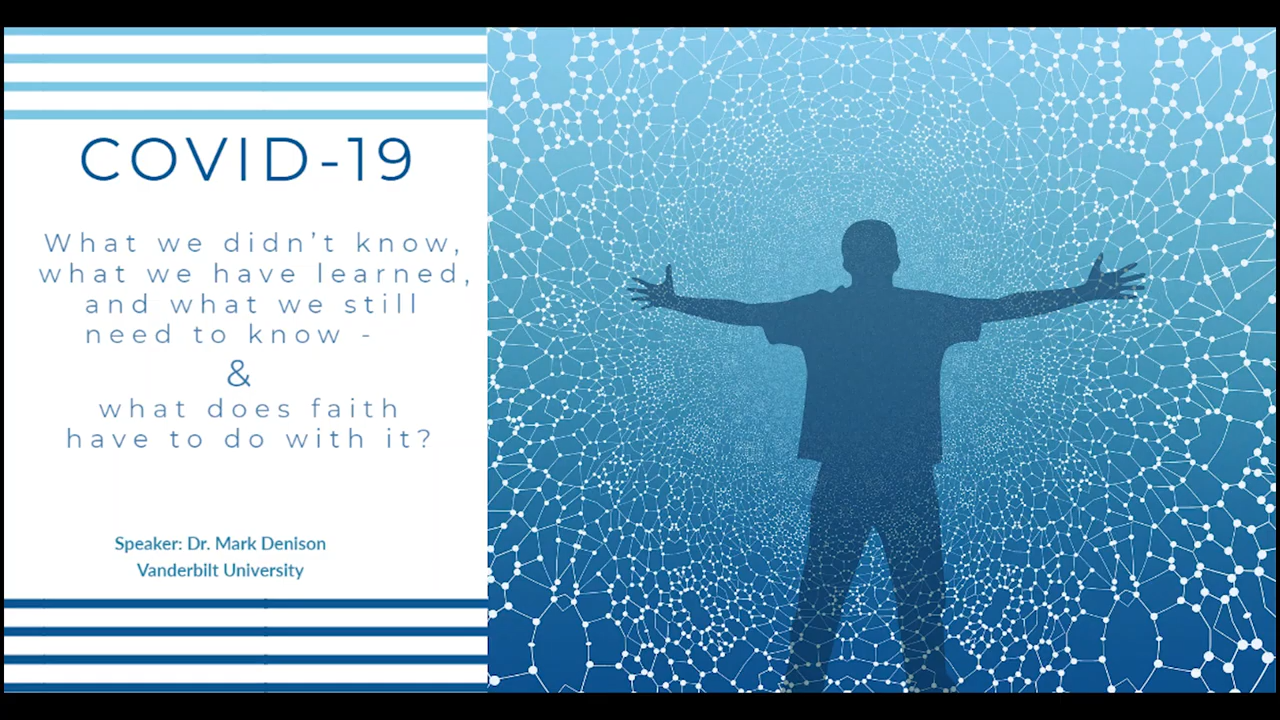 COVID-19
What we didn’t know,
what we have learned,
and what we still
need to know -
&
what does faith
have to do with it?
Speaker: Dr. Mark Denison
Vanderbilt University